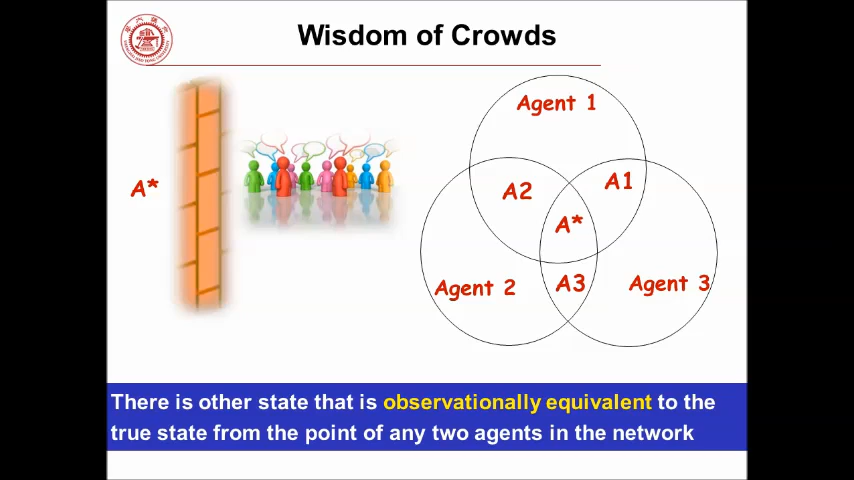 Wisdom of Crowds
Agent 1
A*
A2
A1
A*
Agent 2
A3
Agent 3
There is other state that is observationally equivalent to the
true state from the point of any two agents in the network